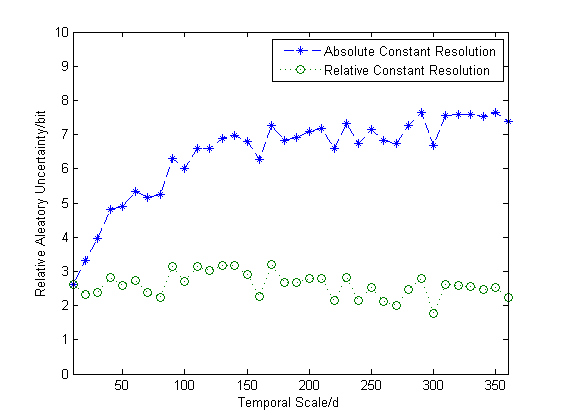 Absolute Constant Resolution
Relative Constant Resolution
Relative Aleatory Uncertainty/bit
10
9
8
7
6
5
4
3
2
1
0
50 100 150 200 250 300 350
Temporal Scale/d